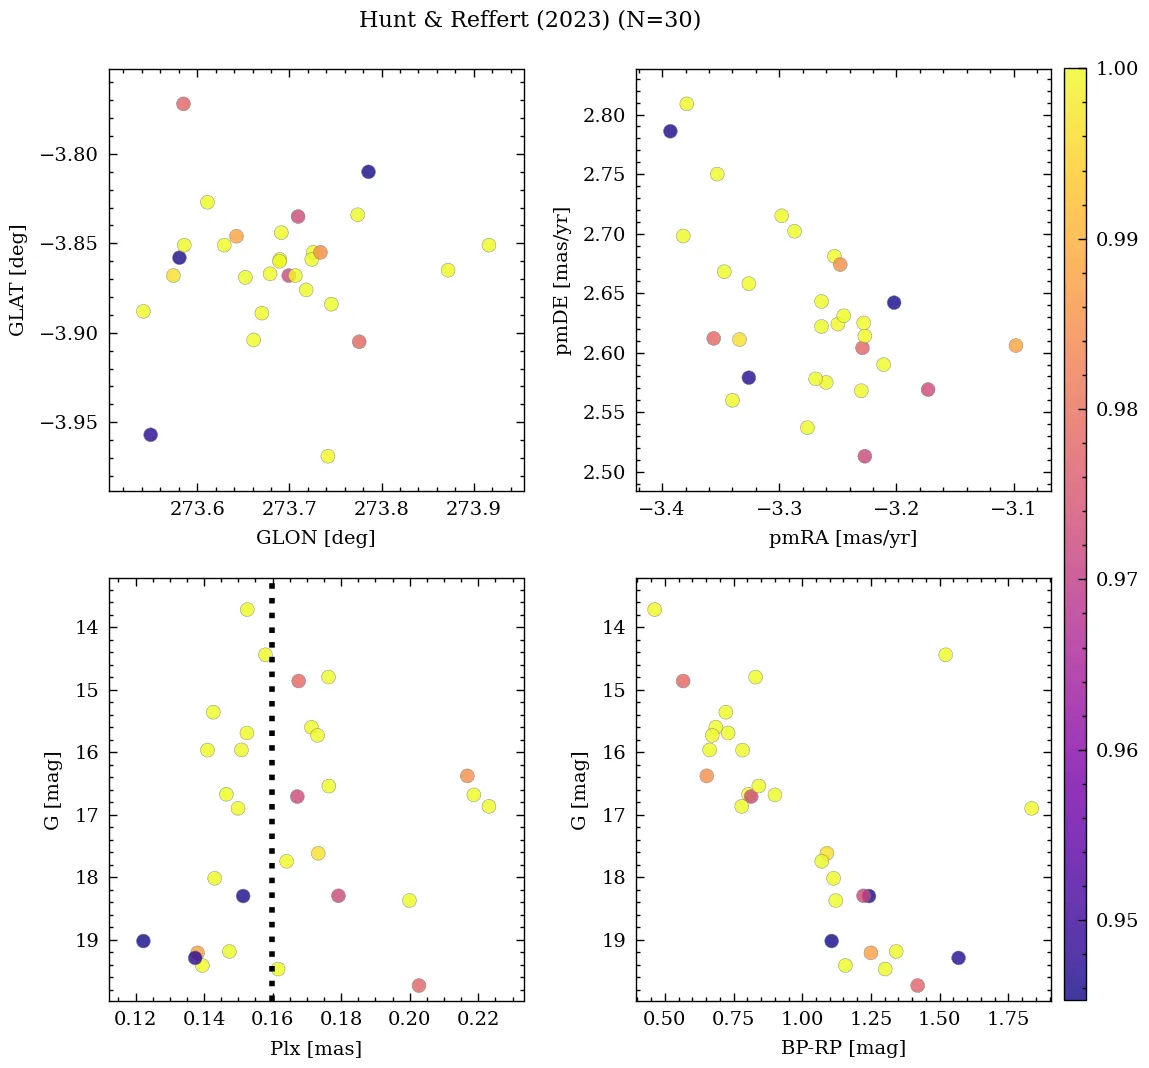 Hunt & Reffert (2023) (N=30)
−3.80
−3.85
−3.90
−3.95
GLAT [deg]
273.6 273.7 273.8 273.9
GLON [deg]
2.80
2.75
2.70
2.65
2.60
2.55
2.50
pmDE [mas/yr]
−3.4 −3.3 −3.2 −3.1
pmRA [mas/yr]
14
15
16
17
18
19
G [mag]
0.12 0.14 0.16 0.18 0.20 0.22
Plx [mas]
14
15
16
17
18
19
G [mag]
0.50 0.75 1.00 1.25 1.50 1.75
BP-RP [mag]
1.00
0.99
0.98
0.97
0.96
0.95